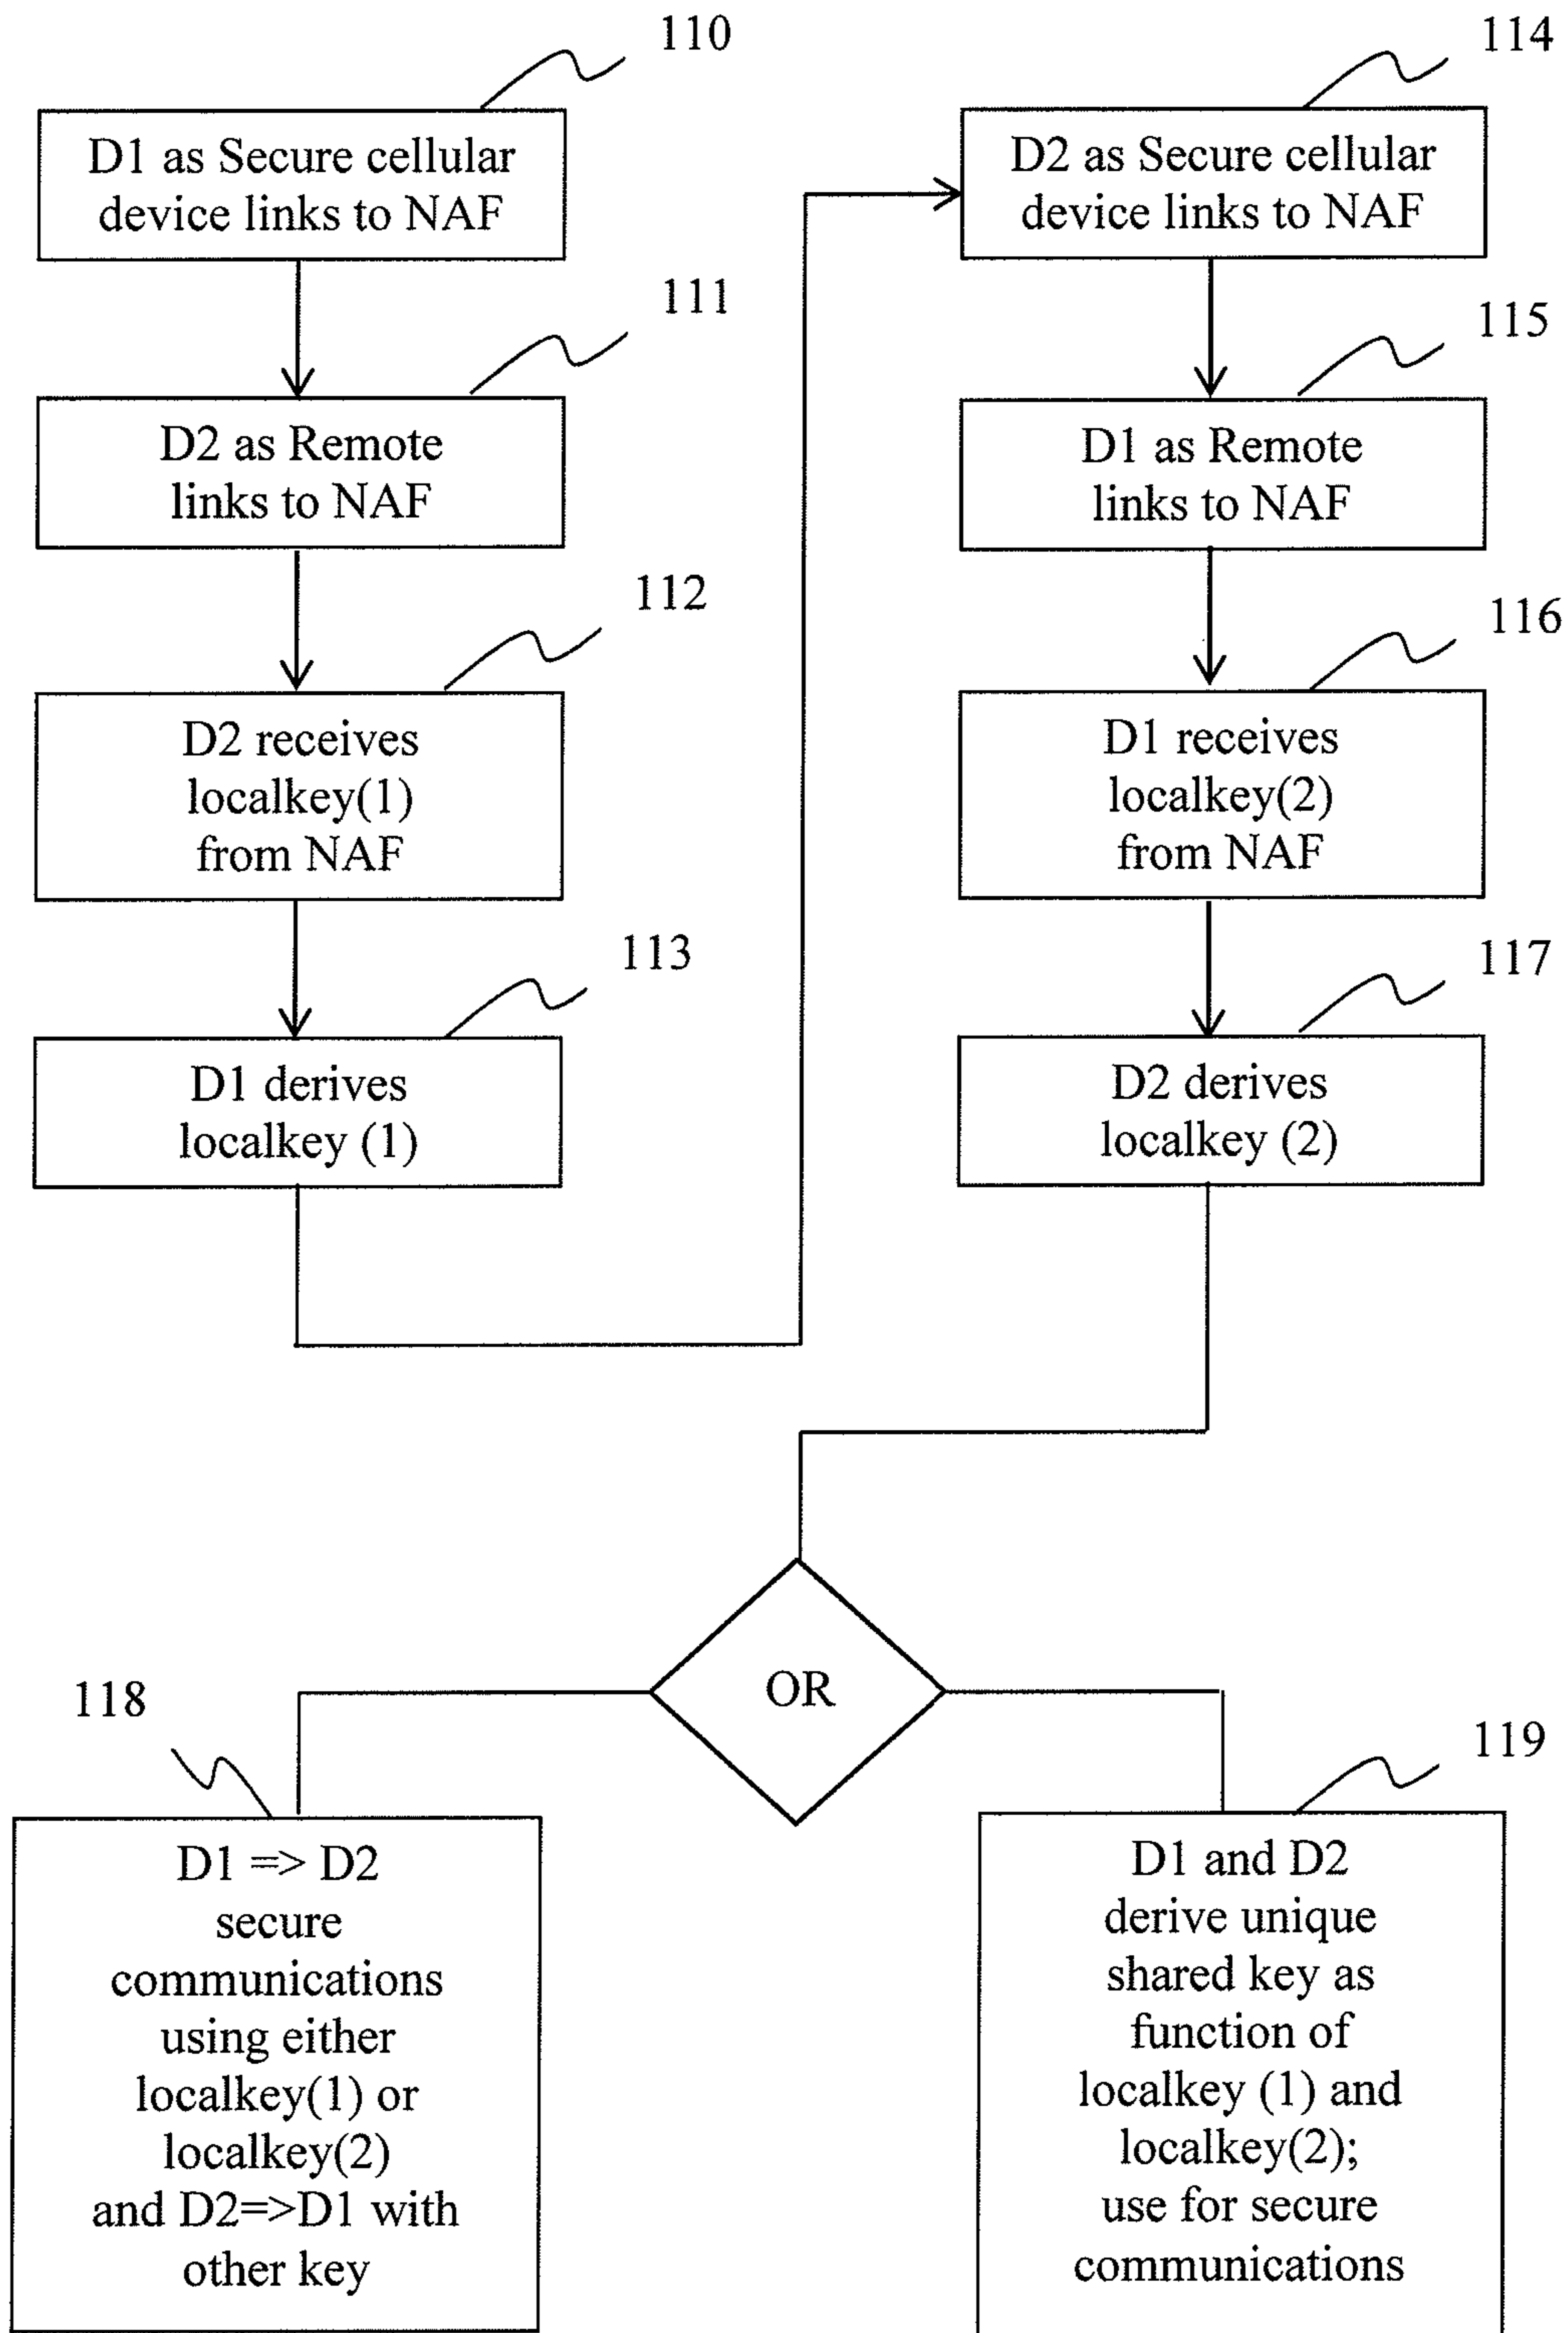 110
D1 as Secure cellular
device links to NAF
111
D2 as Remote
links to NAF
112
D2 receives
localkey(1)
from NAF
113
D1 derives
localkey (1)
114
D2 as Secure cellular
device links to NAF
115
D1 as Remote
links to NAF
116
D1 receives
localkey(2)
from NAF
117
D2 derives
localkey (2)
OR
118
D1 => D2
secure
communications
using either
localkey(1) or
localkey(2)
and D2=>D1 with
other key
119
D1 and D2
derive unique
shared key as
function of
localkey (1) and
localkey(2);
use for secure
communications